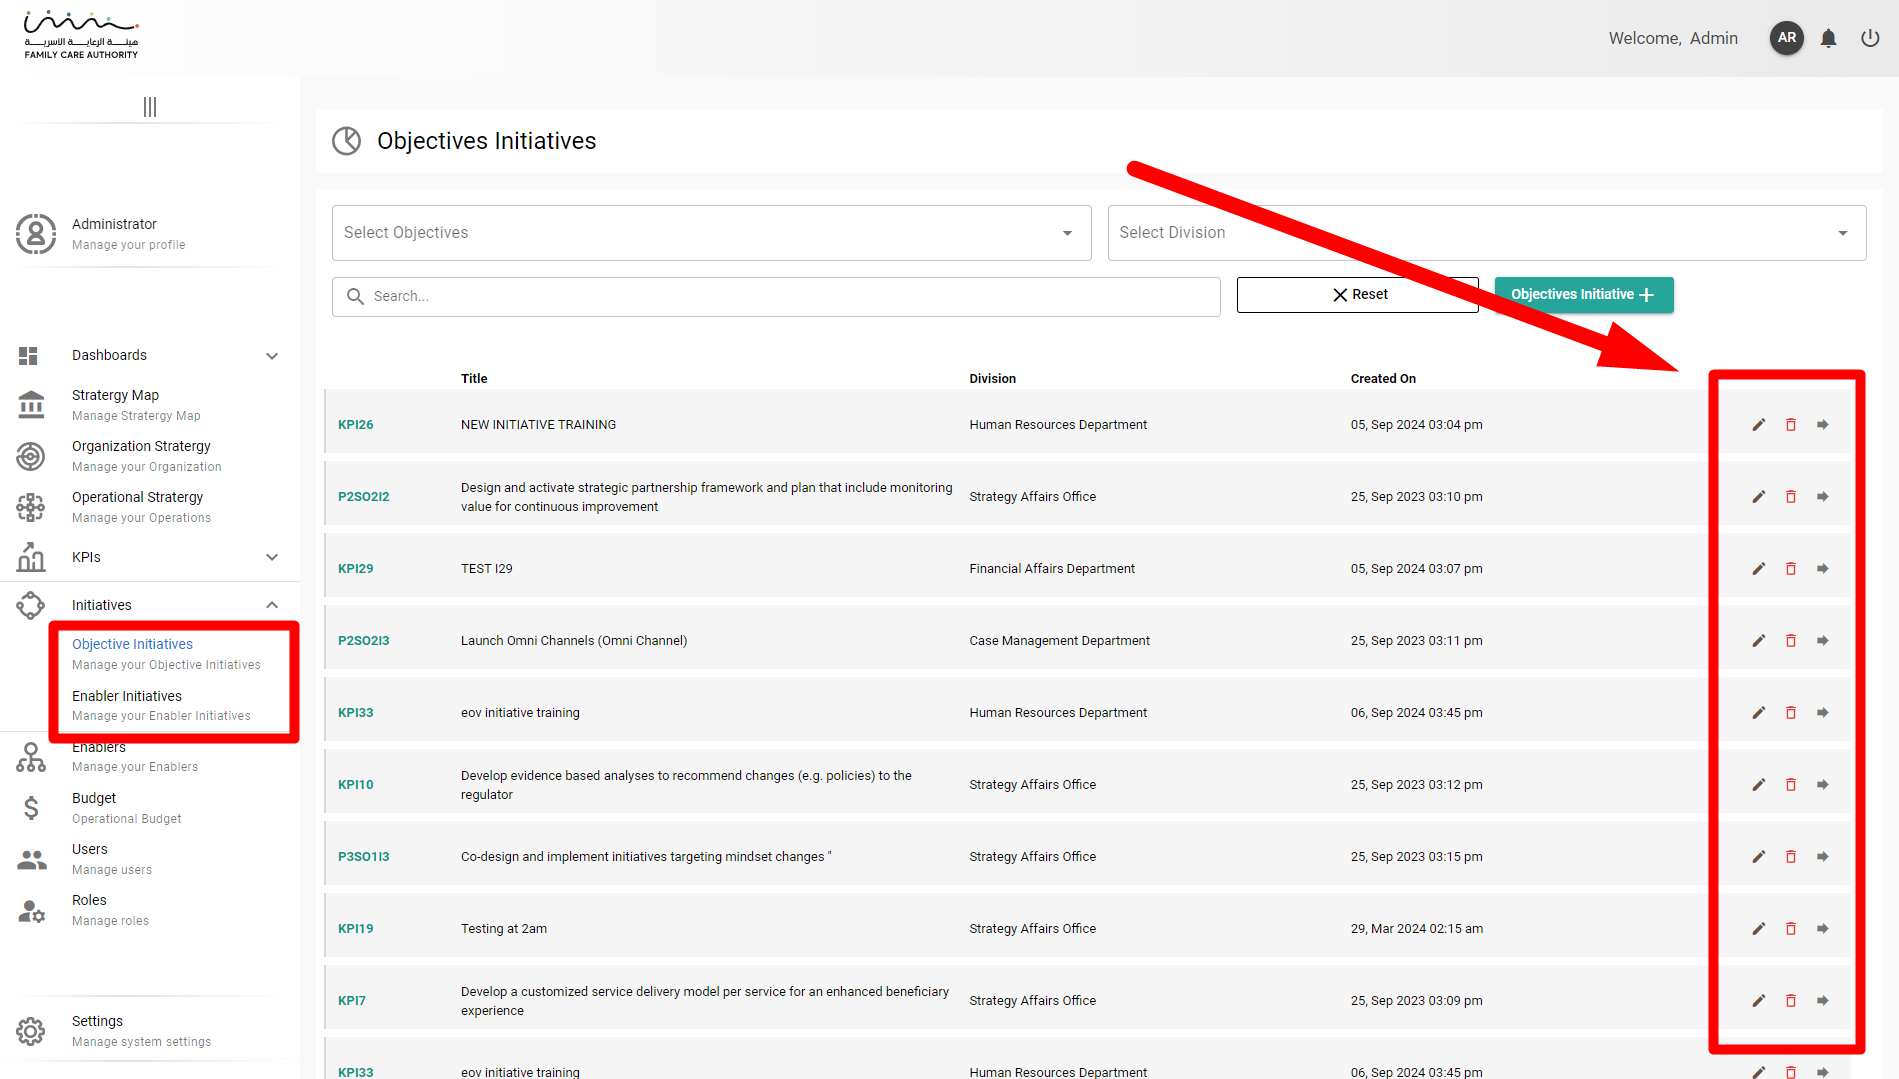 هيئــة الرعايــة الأسريــة
FAMILY CARE AUTHORITY
Welcome, Admin
AR
Administrator
Manage your profile
Dashboards
Stratergy Map
Manage Stratergy Map
Organization Stratergy
Manage your Organization
Operational Stratergy
Manage your Operations
KPIs
Initiatives
Objective Initiatives
Manage your Objective Initiatives
Enabler Initiatives
Manage your Enabler Initiatives
Enablers
Manage your Enablers
Budget
Operational Budget
Users
Manage users
Roles
Manage roles
Settings
Manage system settings
Objectives Initiatives
Select Objectives
Select Division
Search...
Reset
Objectives Initiative
Title Division Created On
KPI26 NEW INITIATIVE TRAINING Human Resources Department 05, Sep 2024 03:04 pm
P2SO2I2 Design and activate strategic partnership framework and plan that include monitoring
value for continuous improvement Strategy Affairs Office 25, Sep 2023 03:10 pm
KPI29 TEST I29 Financial Affairs Department 05, Sep 2024 03:07 pm
P2SO2I3 Launch Omni Channels (Omni Channel) Case Management Department 25, Sep 2023 03:11 pm
KPI33 eov initiative training Human Resources Department 06, Sep 2024 03:45 pm
KPI10 Develop evidence based analyses to recommend changes (e.g. policies) to the
regulator Strategy Affairs Office 25, Sep 2023 03:12 pm
P3SO1I3 Co-design and implement initiatives targeting mindset changes " Strategy Affairs Office 25, Sep 2023 03:15 pm
KPI19 Testing at 2am Strategy Affairs Office 29, Mar 2024 02:15 am
KPI7 Develop a customized service delivery model per service for an enhanced beneficiary
experience Strategy Affairs Office 25, Sep 2023 03:09 pm
KPI33 eov initiative training Human Resources Department 06, Sep 2024 03:45 pm